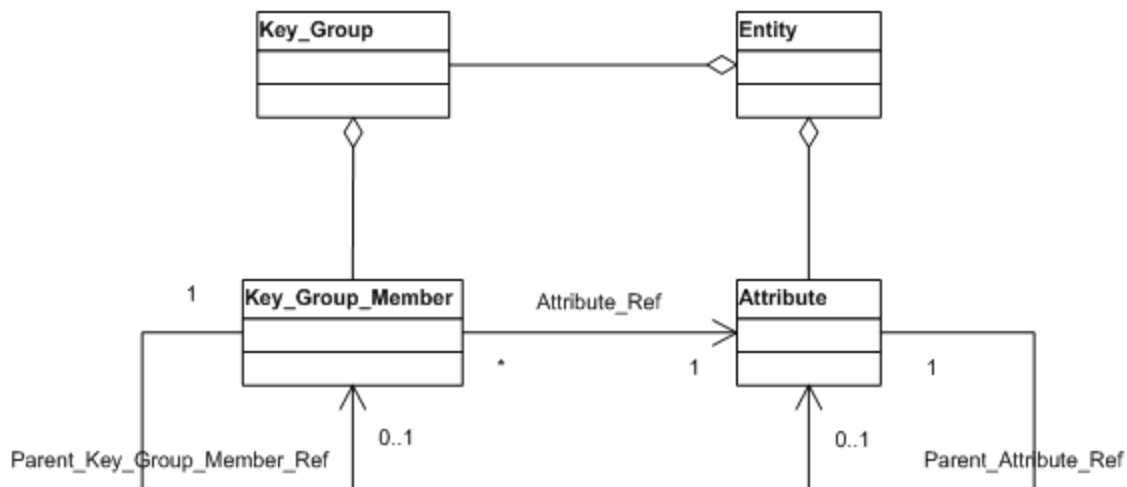 Key_Group
Entity
1
Key_Group_Member
Attribute_Ref
Attribute
*
1
1
0..1
0..1
Parent_Key_Group_Member_Ref
Parent_Attribute_Ref